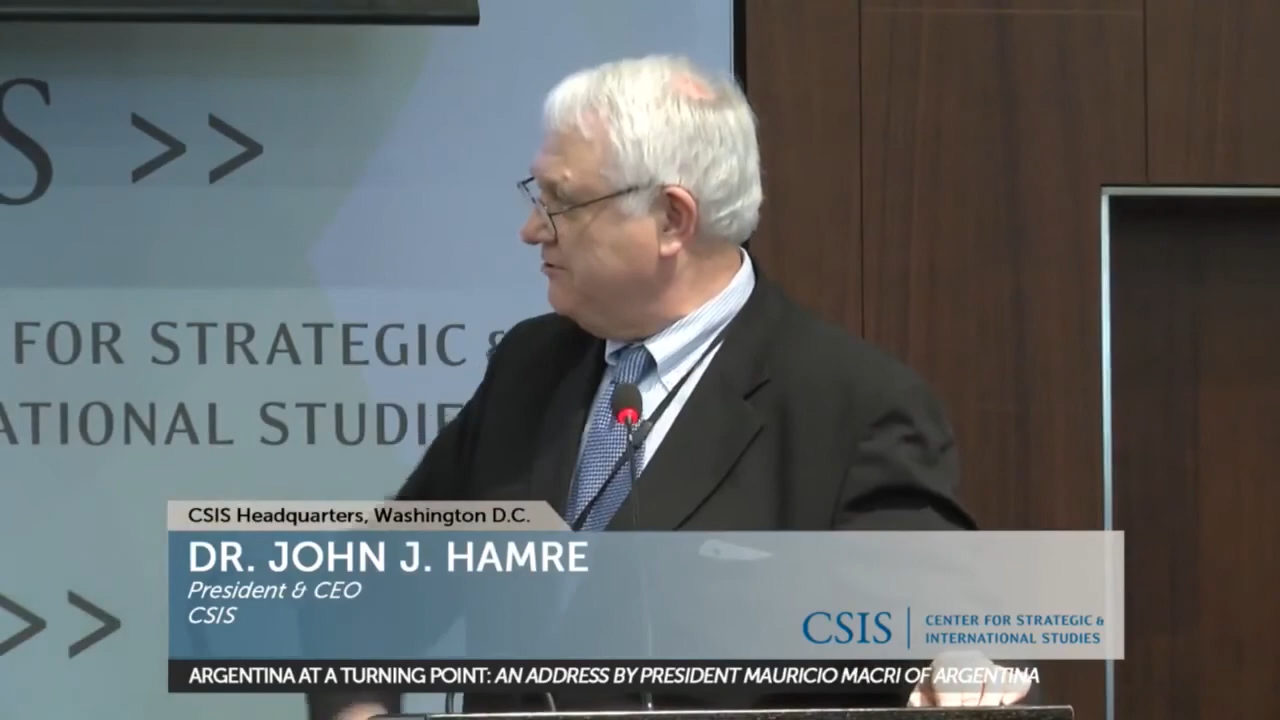 S >>
FOR STRATEGIC &
ATIONAL STUDIE
>>
CSIS Headquarters, Washington D.C.
DR. JOHN J. HAMRE
President & CEO
CSIS
CSIS | CENTER FOR STRATEGIC &
INTERNATIONAL STUDIES
ARGENTINA AT A TURNING POINT: AN ADDRESS BY PRESIDENT MAURICIO MACRI OF ARGENTINA